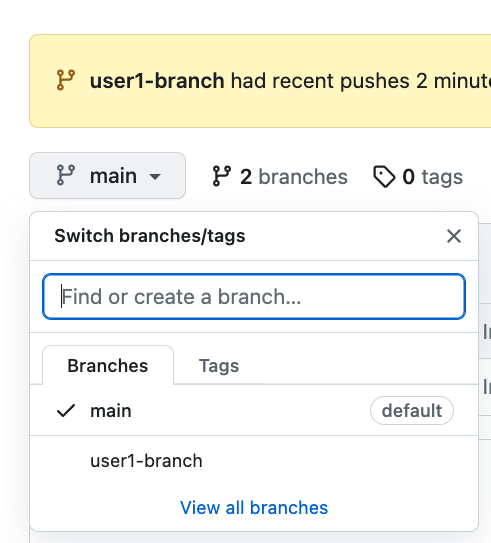 user1-branch had recent pushes 2 minut
main 2 branches 0 tags
Switch branches/tags
Find or create a branch...
Branches Tags
main default
user1-branch
View all branches